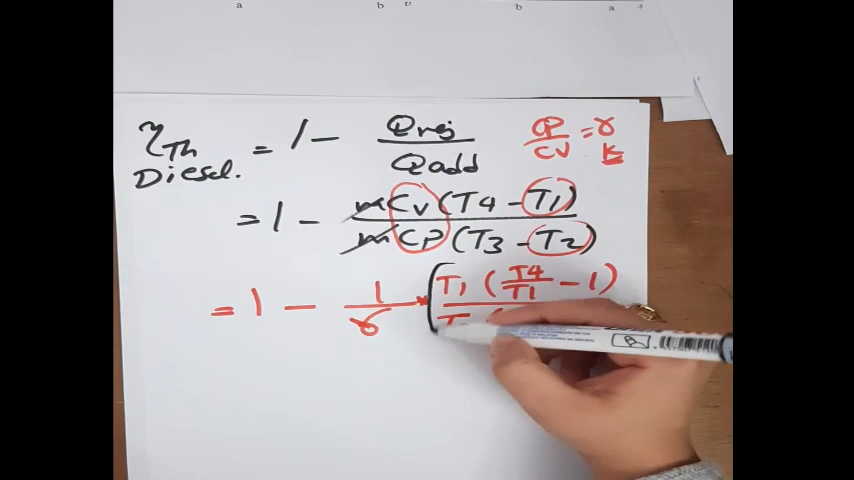 a b v b a s
η Th = 1 - Qrej / Qadd CP / CV = γ
Diesel. K
= 1 - mCv (T4 - T1) / mCP (T3 - T2)
= 1 - 1 / γ * [T1 (T4 / T1 - 1)